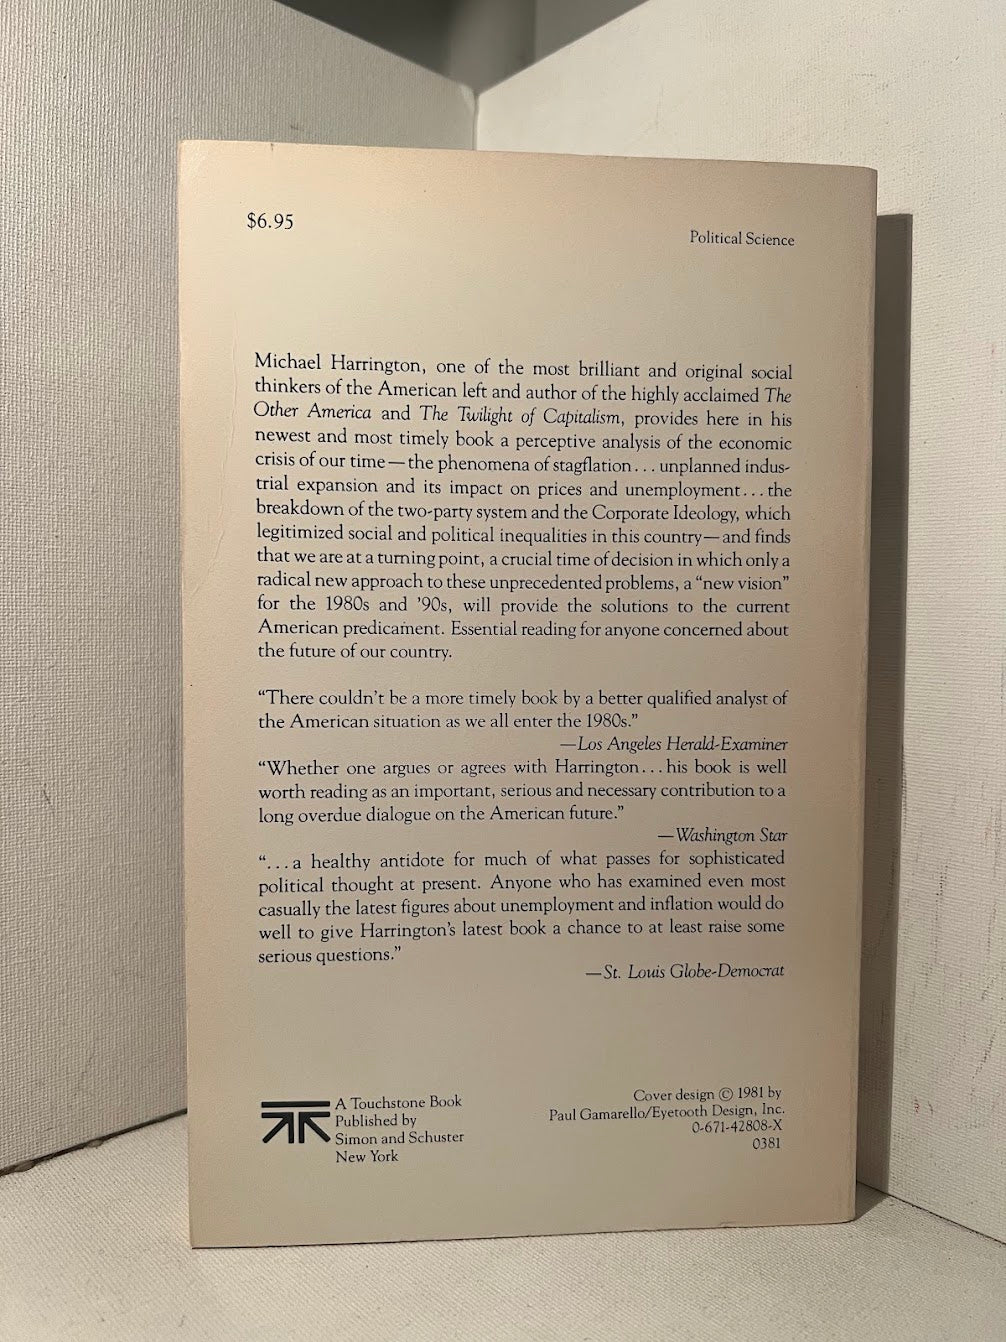 $6.95
Political Science
Michael Harrington, one of the most brilliant and original social
thinkers of the American left and author of the highly acclaimed The
Other America and The Twilight of Capitalism, provides here in his
newest and most timely book a perceptive analysis of the economic
crisis of our time—the phenomena of stagflation...unplanned indus-
trial expansion and its impact on prices and unemployment...the
breakdown of the two-party system and the Corporate Ideology, which
legitimized social and political inequalities in this country—and finds
that we are at a turning point, a crucial time of decision in which only a
radical new approach to these unprecedented problems, a “new vision”
for the 1980s and ’90s, will provide the solutions to the current
American predicament. Essential reading for anyone concerned about
the future of our country.
“There couldn’t be a more timely book by a better qualified analyst of
the American situation as we all enter the 1980s.”
—Los Angeles Herald-Examiner
“Whether one argues or agrees with Harrington...his book is well
worth reading as an important, serious and necessary contribution to a
long overdue dialogue on the American future.”
—Washington Star
“...a healthy antidote for much of what passes for sophisticated
political thought at present. Anyone who has examined even most
casually the latest figures about unemployment and inflation would do
well to give Harrington’s latest book a chance to at least raise some
serious questions.”
—St. Louis Globe-Democrat
A Touchstone Book
Published by
Simon and Schuster
New York
Cover design © 1981 by
Paul Gamarello/Eyetooth Design, Inc.
0-671-42808-X
0381